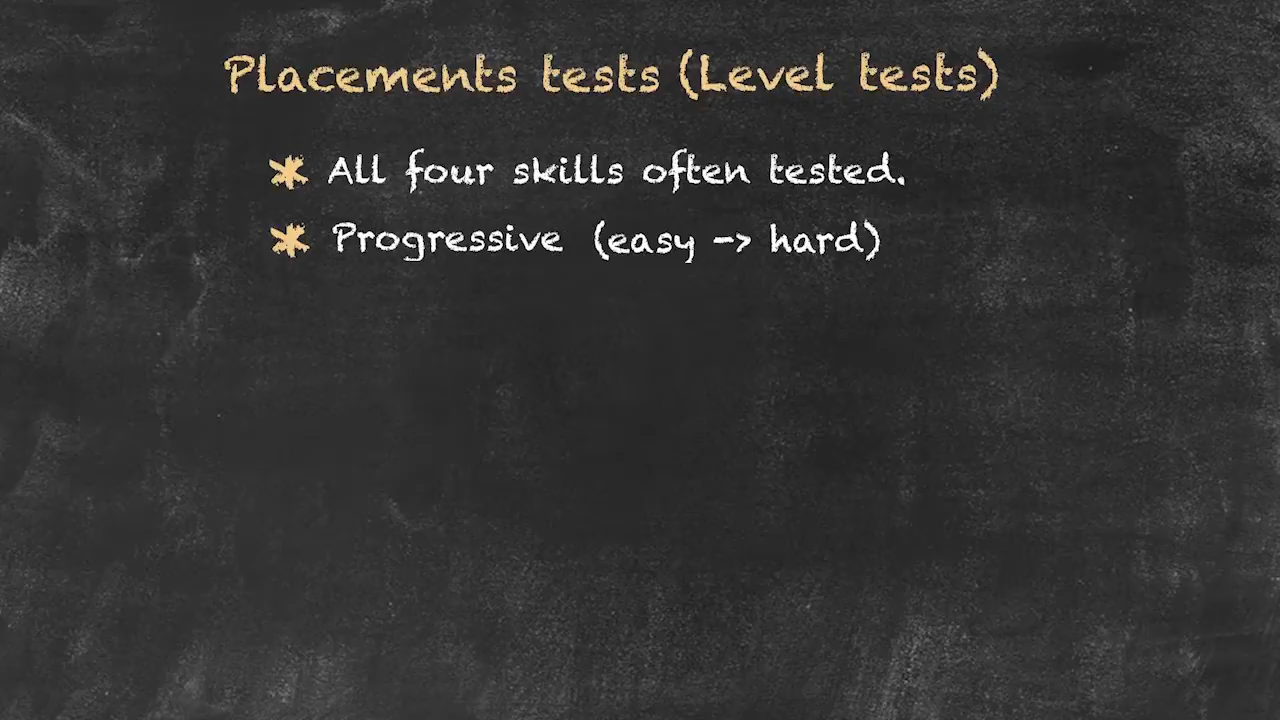 Placements tests (Level tests)
* All four skills often tested.
* Progressive (easy -> hard)